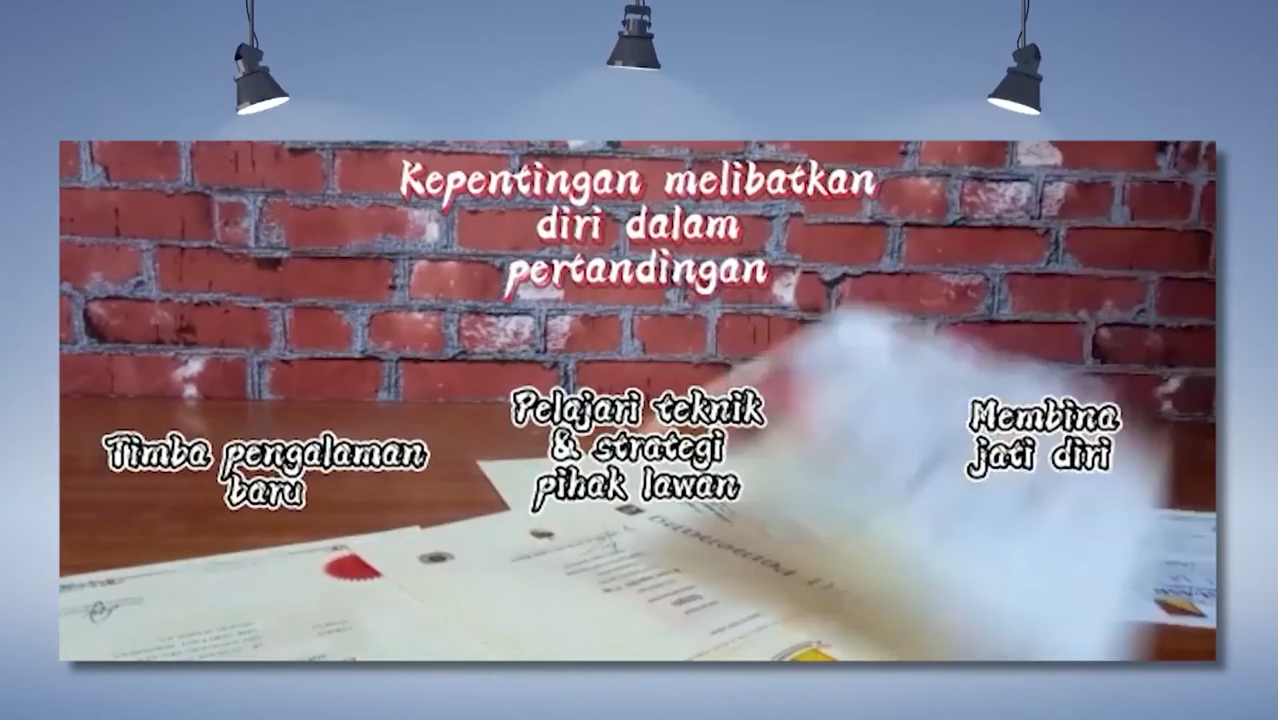 Kepentingan melibatkan
diri dalam
pertandingan
Timba pengalaman
baru
Pelajari teknik
& strategi
pihak lawan
Membina
jati diri